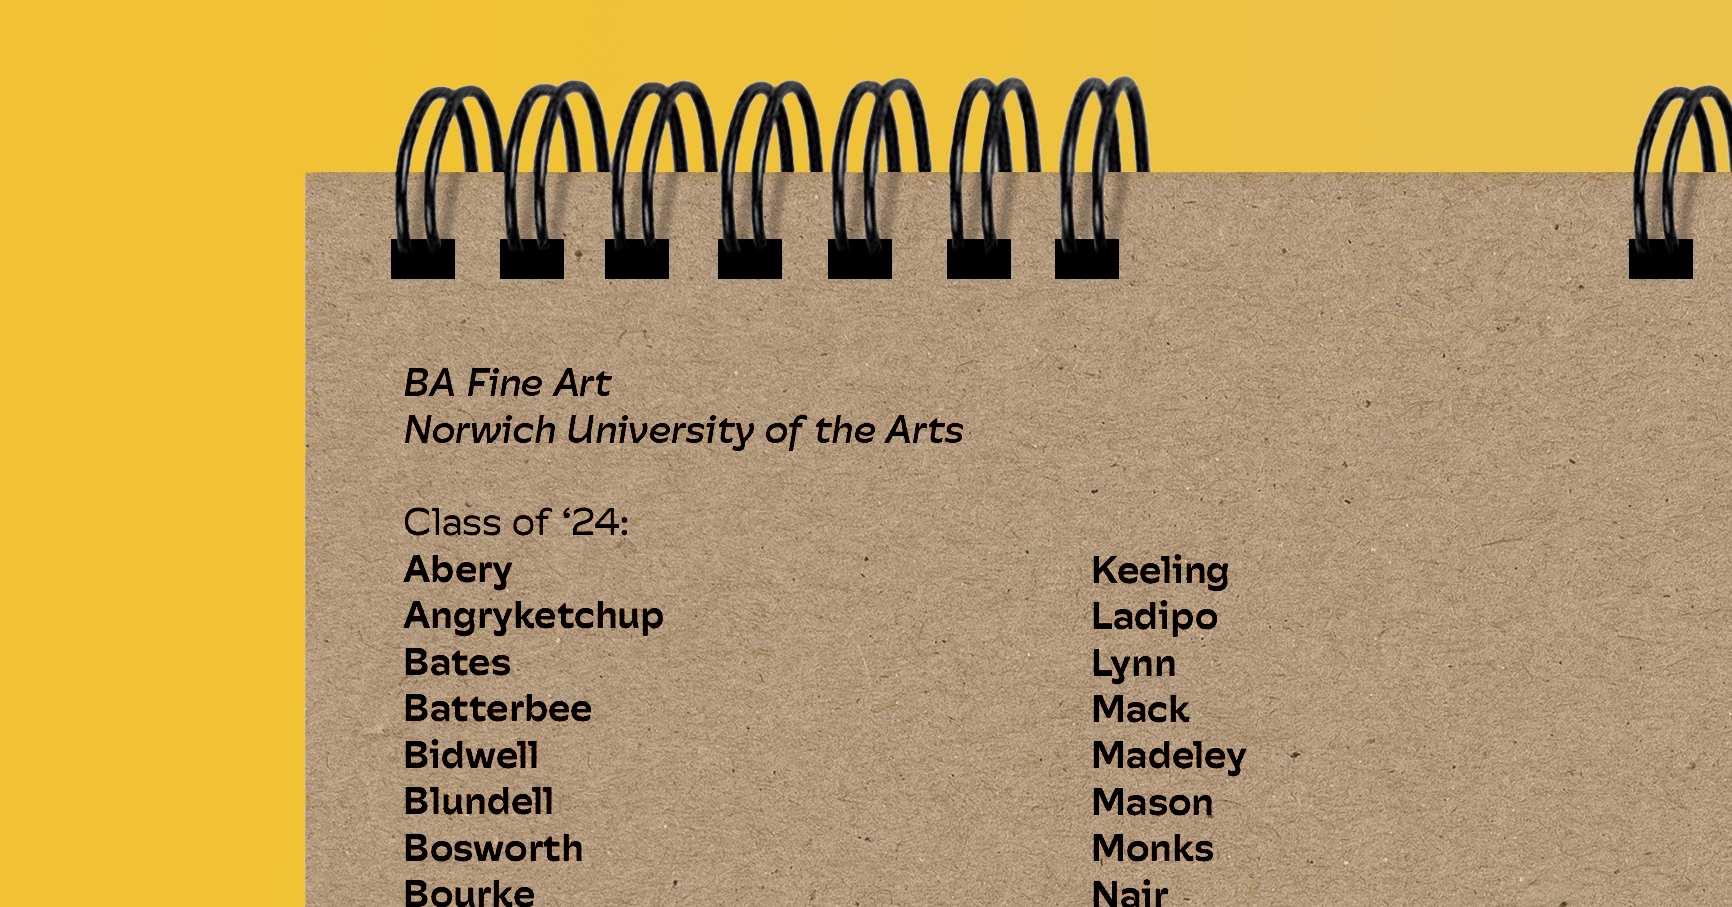 BA Fine Art
Norwich University of the Arts
Class of ‘24:
Abery
Angryketchup
Bates
Batterbee
Bidwell
Blundell
Bosworth
Bourke
Keeling
Ladipo
Lynn
Mack
Madeley
Mason
Monks
Nair